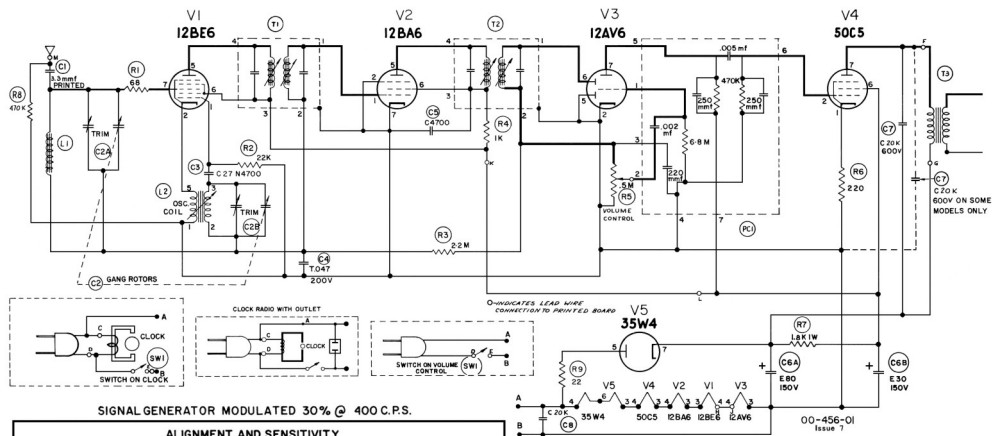 V1
12BE6
V2
12BA6
V3
12AV6
V4
50C5
T1
T2
T3
M
C1
3.3mmf
PRINTED
R1
68
R8
470K
L1
TRIM
C2A
C3
C 27 N4700
R2
22K
L2
OSC.
COIL
TRIM
C2B
C2
GANG ROTORS
C4
T.047
200V
R3
2.2M
C5
C4700
R4
1K
K
.005mf
470K
250
mmf
250
mmf
.002
mf
6.8M
220
mmf
.5M
R5
VOLUME
CONTROL
PC1
R6
220
C7
C20K
600V
F
G
C7
C20K
600V ON SOME
MODELS ONLY
O-INDICATES LEAD WIRE
CONNECTION TO PRINTED BOARD
L
V5
35W4
R9
22
R7
1.8K 1W
C6A
E80
150V
C6B
E30
150V
A
B
C20K
C8
V5
V4
V2
V1
V3
35W4
50C5
12BA6
12BE6
12AV6
00-456-01
Issue 7
A
C
CLOCK
D
SW1
B
SWITCH ON CLOCK
CLOCK RADIO WITH OUTLET
A
C
CLOCK
D
B
A
D
E
B
SWITCH ON VOLUME
CONTROL
SW1
SIGNAL GENERATOR MODULATED 30% @ 400 C.P.S.
ALIGNMENT AND SENSITIVITY